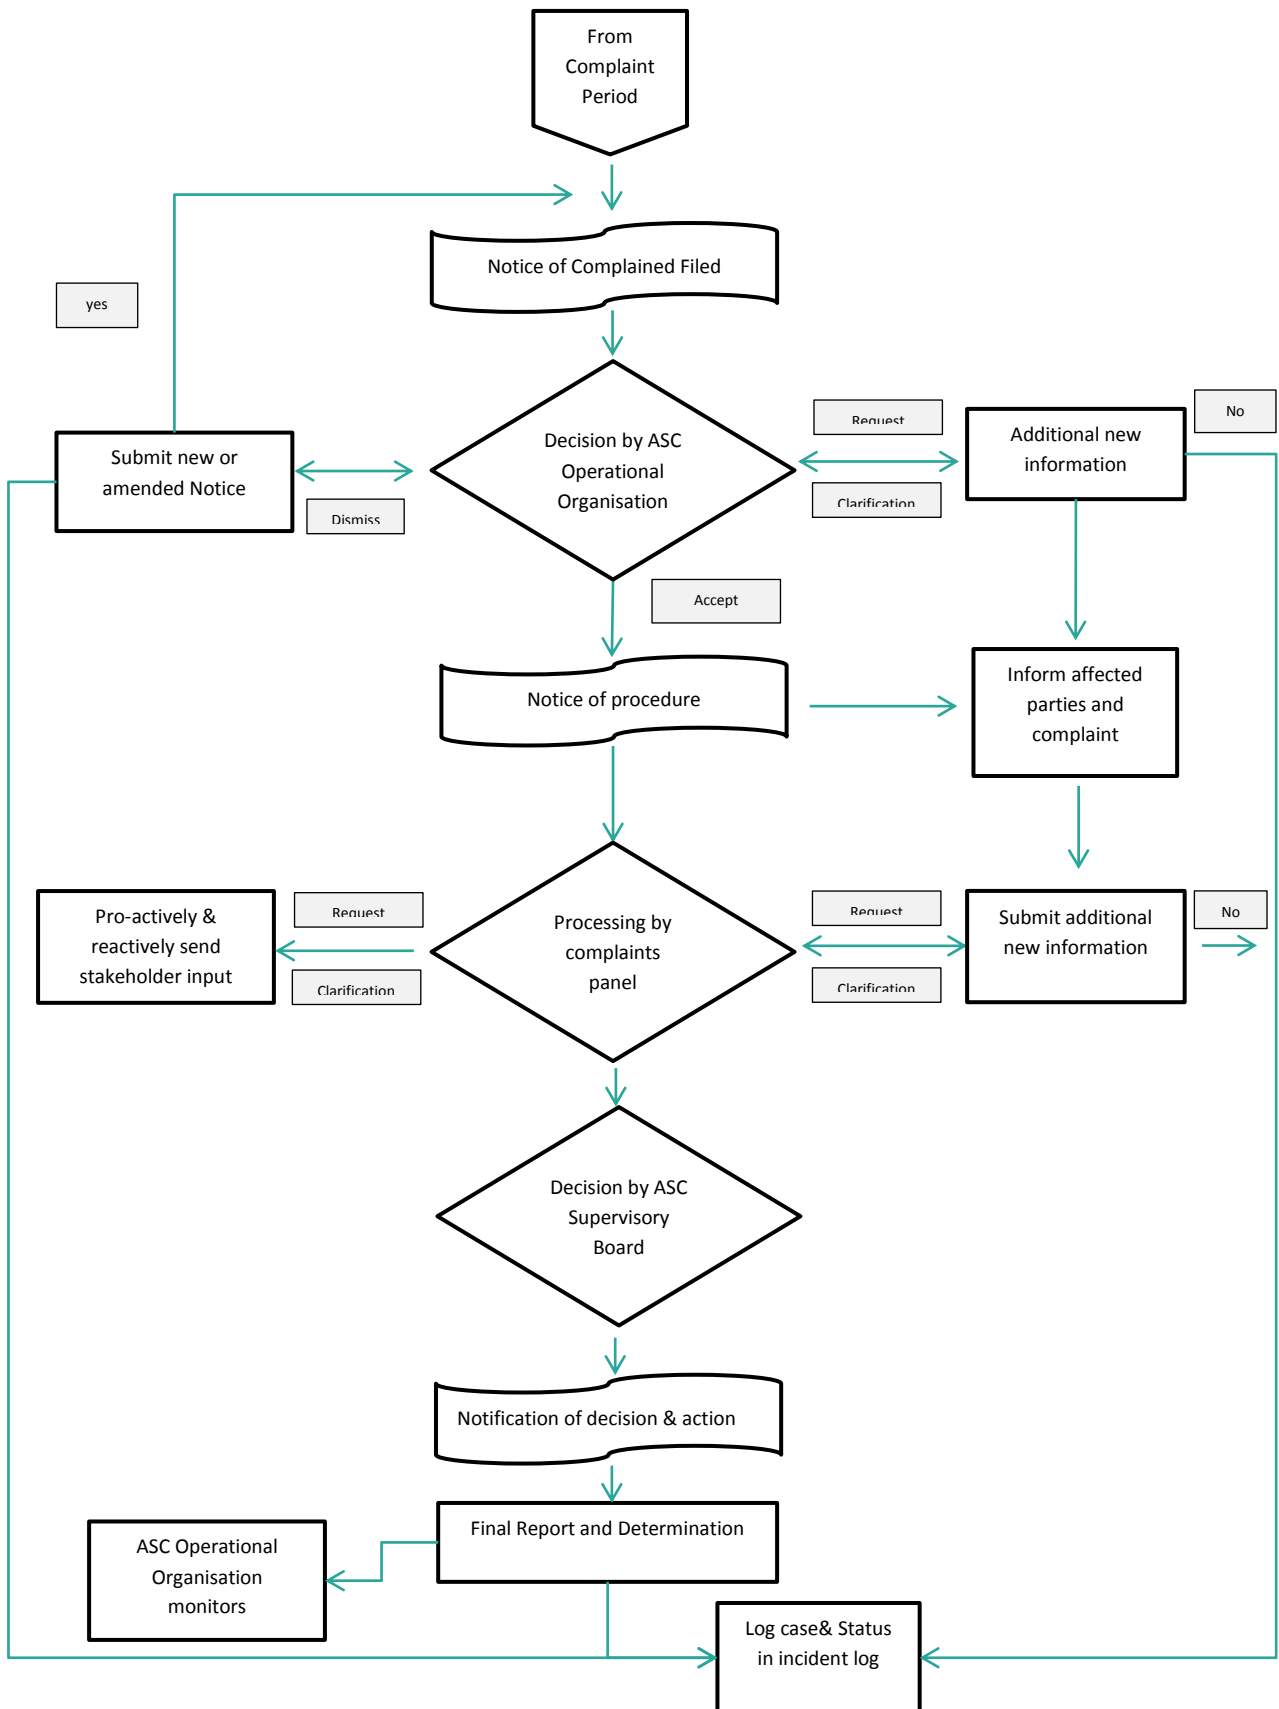 From
Complaint
Period
Notice of Complained Filed
yes
No
Request
Additional new
information
Decision by ASC
Operational
Organisation
Submit new or
amended Notice
Clarification
Dismiss
Accept
Inform affected
parties and
complaint
Notice of procedure
Pro-actively &
reactively send
stakeholder input
Request
Clarification
Processing by
complaints
panel
Request
Clarification
Submit additional
new information
No
Decision by ASC
Supervisory
Board
Notification of decision & action
Final Report and Determination
ASC Operational
Organisation
monitors
Log case& Status
in incident log